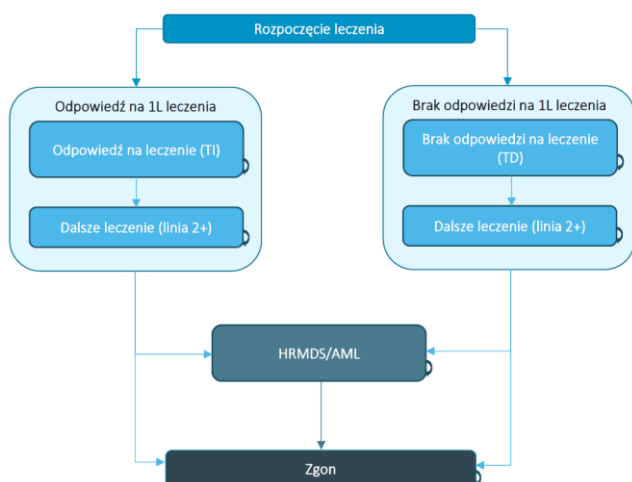 Rozpoczęcie leczenia
Odpowiedź na 1L leczenia
Odpowiedź na leczenie (TI)
Dalsze leczenie (linia 2+)
Brak odpowiedzi na 1L leczenia
Brak odpowiedzi na leczenie
(TD)
Dalsze leczenie (linia 2+)
HRMDS/AML
Zgon